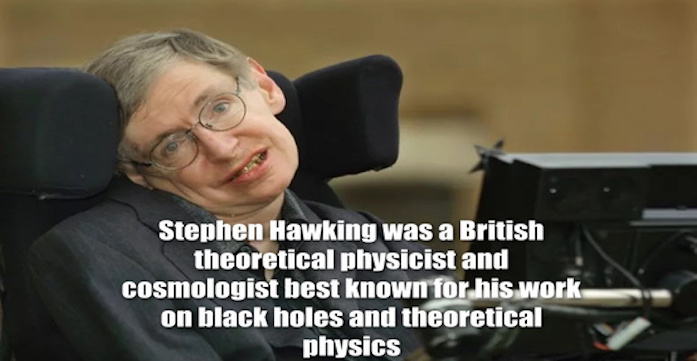 Stephen Hawking was a British
theoretical physicist and
cosmologist best known for his work
on black holes and theoretical
physics